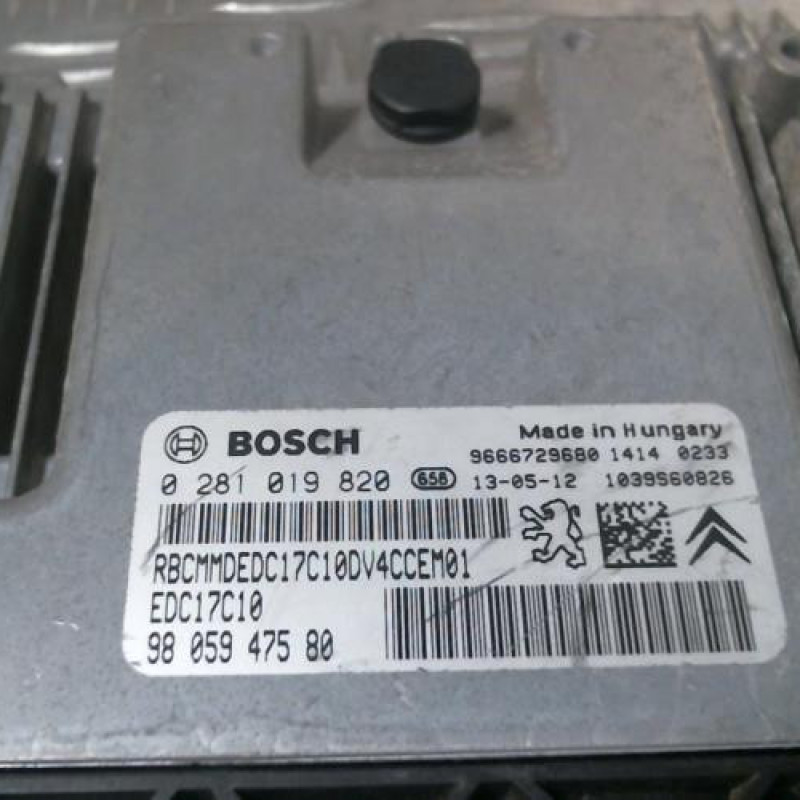 BOSCH
Made in Hungary
9666729680 1414 0233
0 281 019 820 658 13-05-12 1039S60826
RBCMMDEDC17C10DV4CCEM01
EDC17C10
98 059 475 80